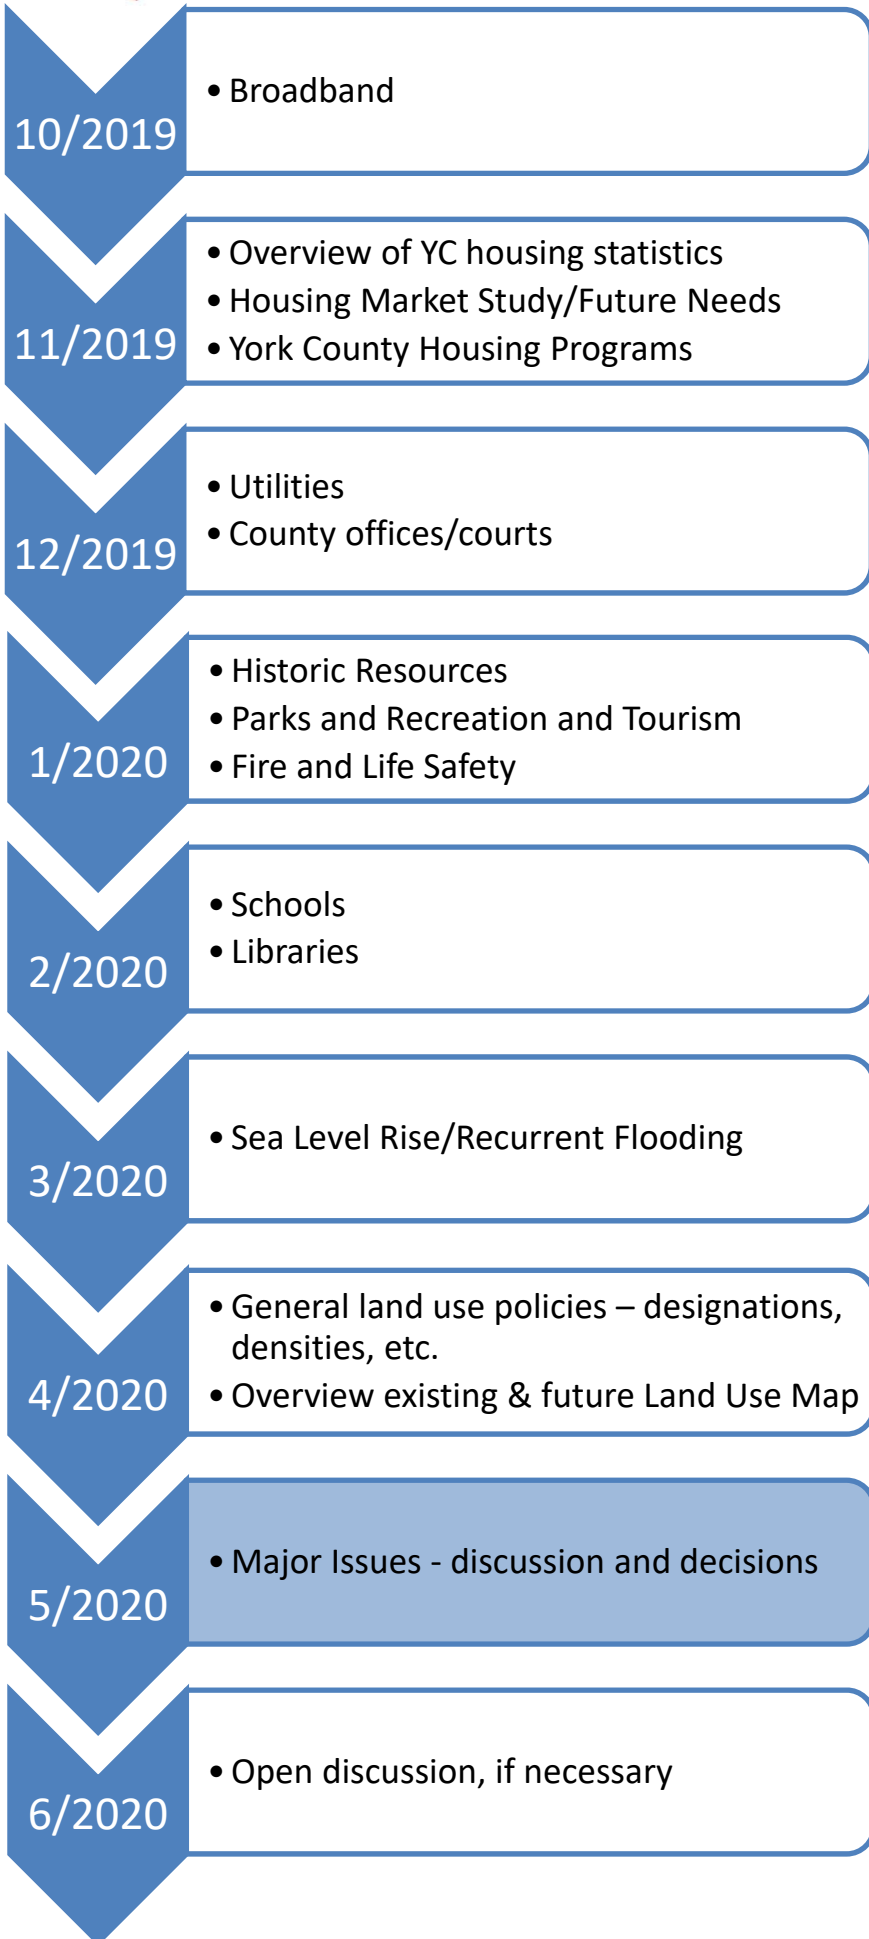 10/2019
• Broadband
11/2019
• Overview of YC housing statistics
• Housing Market Study/Future Needs
• York County Housing Programs
12/2019
• Utilities
• County offices/courts
1/2020
• Historic Resources
• Parks and Recreation and Tourism
• Fire and Life Safety
2/2020
• Schools
• Libraries
3/2020
• Sea Level Rise/Recurrent Flooding
4/2020
• General land use policies – designations,
densities, etc.
• Overview existing & future Land Use Map
5/2020
• Major Issues - discussion and decisions
6/2020
• Open discussion, if necessary